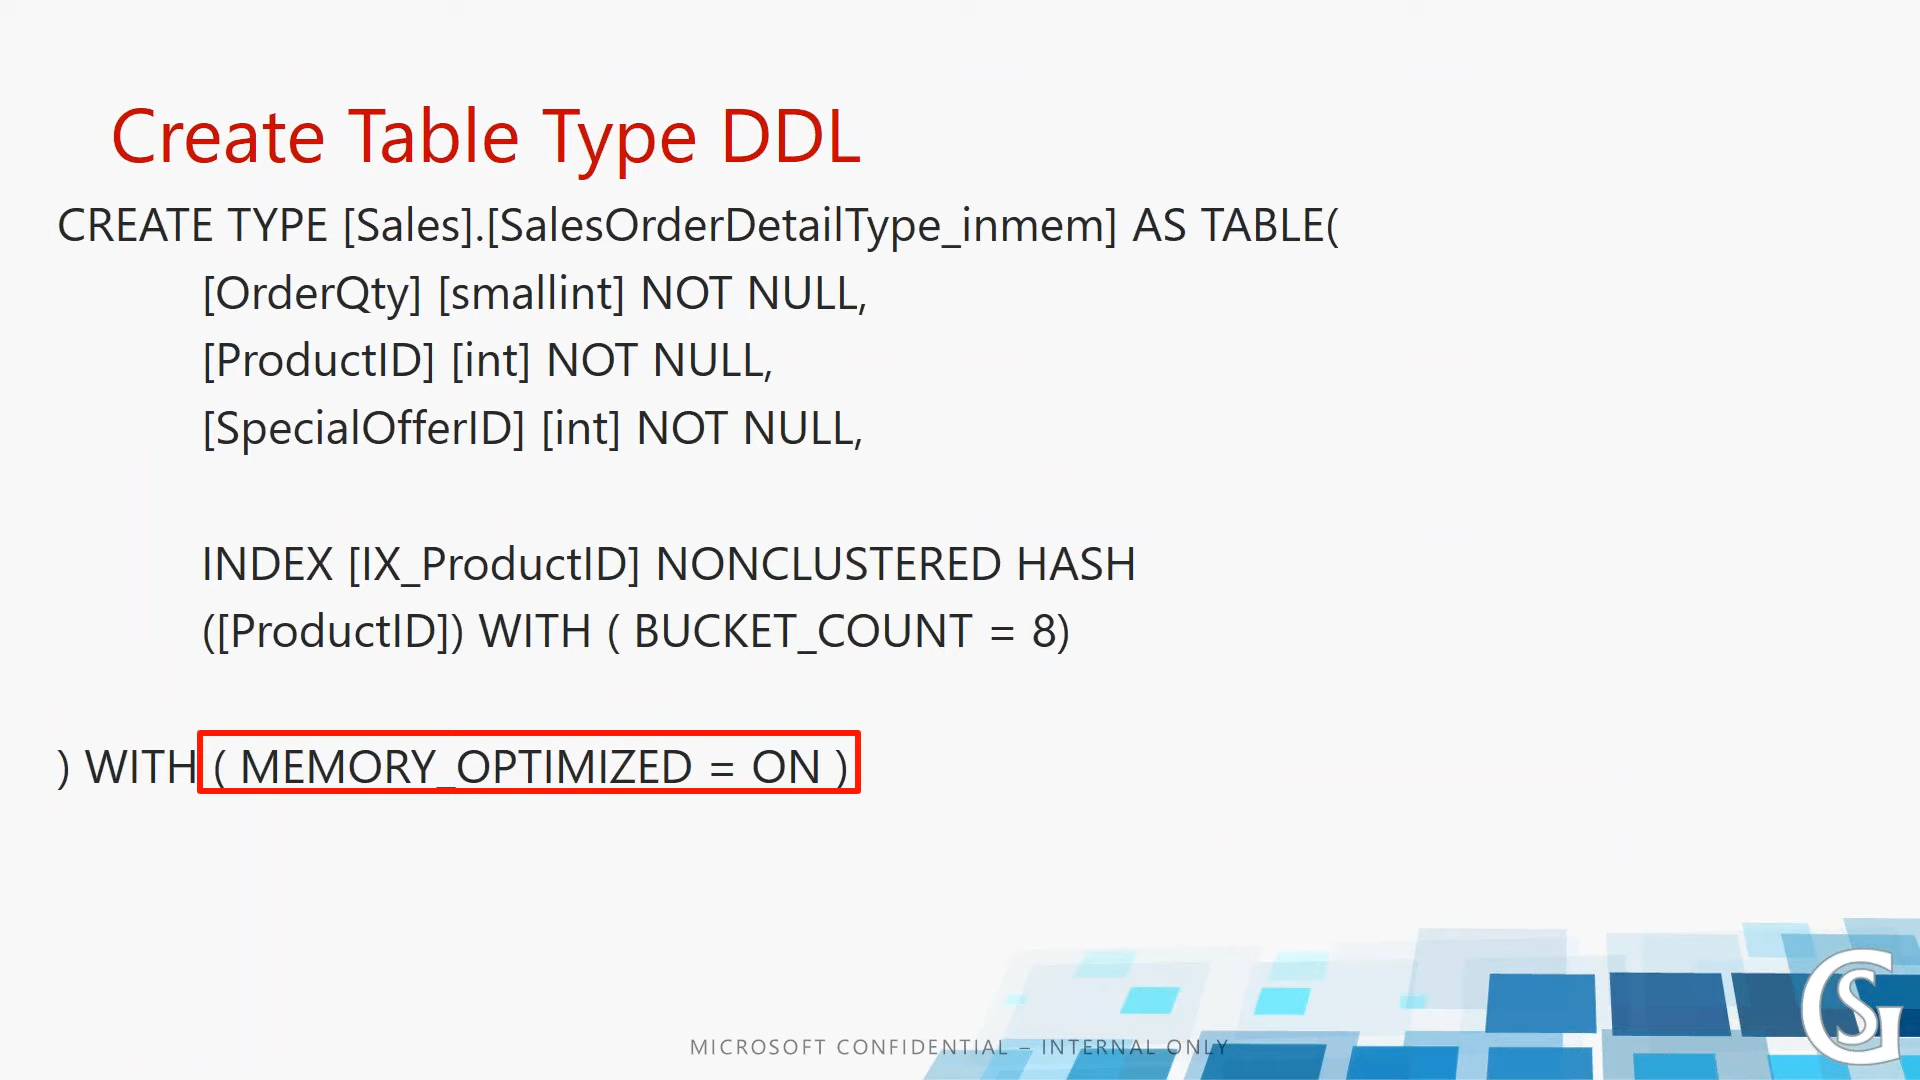 Create Table Type DDL
CREATE TYPE [Sales].[SalesOrderDetailType_inmem] AS TABLE(
[OrderQty] [smallint] NOT NULL,
[ProductID] [int] NOT NULL,
[SpecialOfferID] [int] NOT NULL,
INDEX [IX_ProductID] NONCLUSTERED HASH
([ProductID]) WITH ( BUCKET_COUNT = 8)
) WITH ( MEMORY_OPTIMIZED = ON )
MICROSOFT CONFIDENTIAL – INTERNAL ONLY